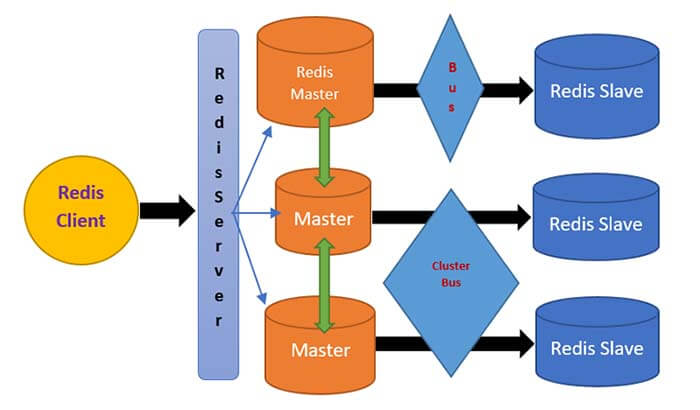 Redis
Client
R
e
d
i
s
S
e
r
v
e
r
Redis
Master
B
u
s
Redis Slave
Master
Cluster
Bus
Redis Slave
Master
Redis Slave